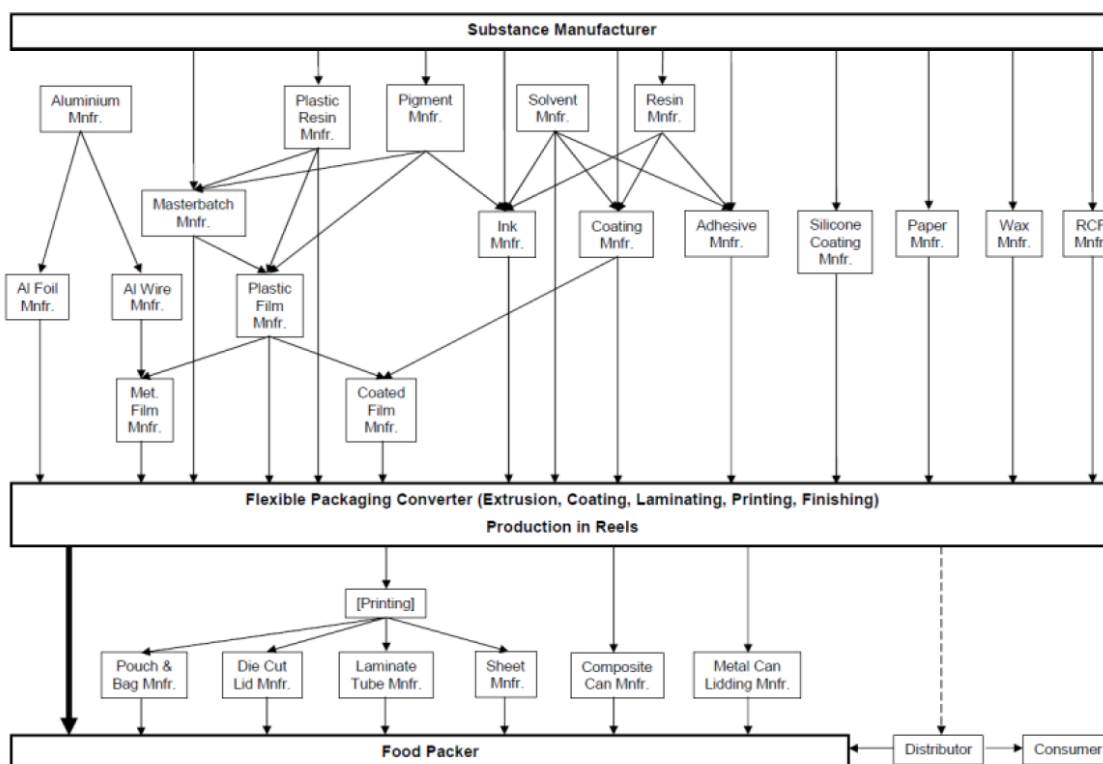 Substance Manufacturer
Aluminium
Mnfr.
Plastic
Resin
Mnfr.
Pigment
Mnfr.
Solvent
Mnfr.
Resin
Mnfr.
Masterbatch
Mnfr.
Ink
Mnfr.
Coating
Mnfr.
Adhesive
Mnfr.
Silicone
Coating
Mnfr.
Paper
Mnfr.
Wax
Mnfr.
RCF
Mnfr
Al Foil
Mnfr.
Al Wire
Mnfr.
Plastic
Film
Mnfr.
Met.
Film
Mnfr.
Coated
Film
Mnfr.
Flexible Packaging Converter (Extrusion, Coating, Laminating, Printing, Finishing)
Production in Reels
[Printing]
Pouch &
Bag Mnfr.
Die Cut
Lid Mnfr.
Laminate
Tube Mnfr.
Sheet
Mnfr.
Composite
Can Mnfr.
Metal Can
Lidding Mnfr.
Food Packer
Distributor
Consumer